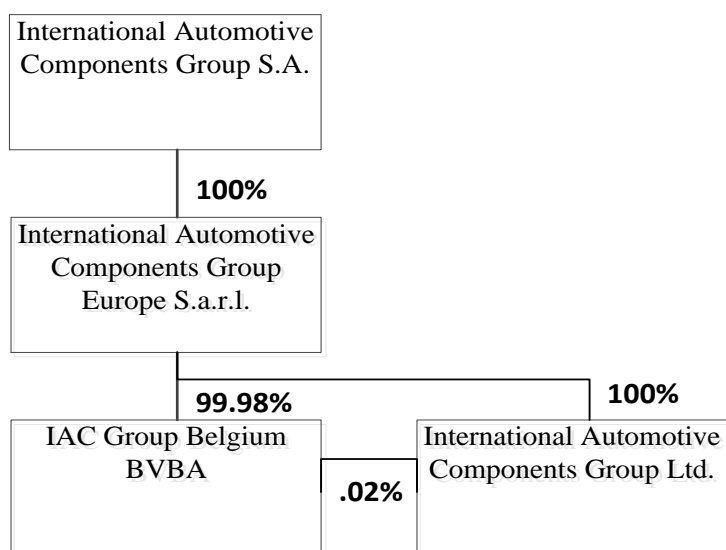 International Automotive
Components Group S.A.
100%
International Automotive
Components Group
Europe S.a.r.l.
99.98%
100%
IAC Group Belgium
BVBA
.02%
International Automotive
Components Group Ltd.